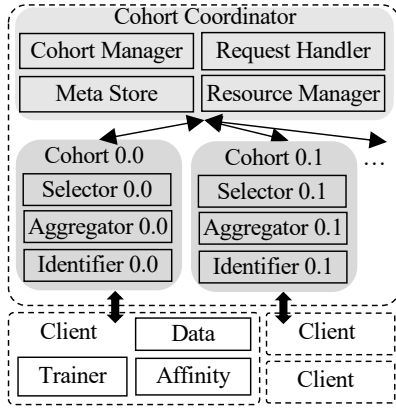 Cohort Coordinator
Cohort Manager Request Handler
Meta Store Resource Manager
Cohort 0.0 Cohort 0.1 ...
Selector 0.0 Selector 0.1
Aggregator 0.0 Aggregator 0.1
Identifier 0.0 Identifier 0.1
Client Data Client
Trainer Affinity Client